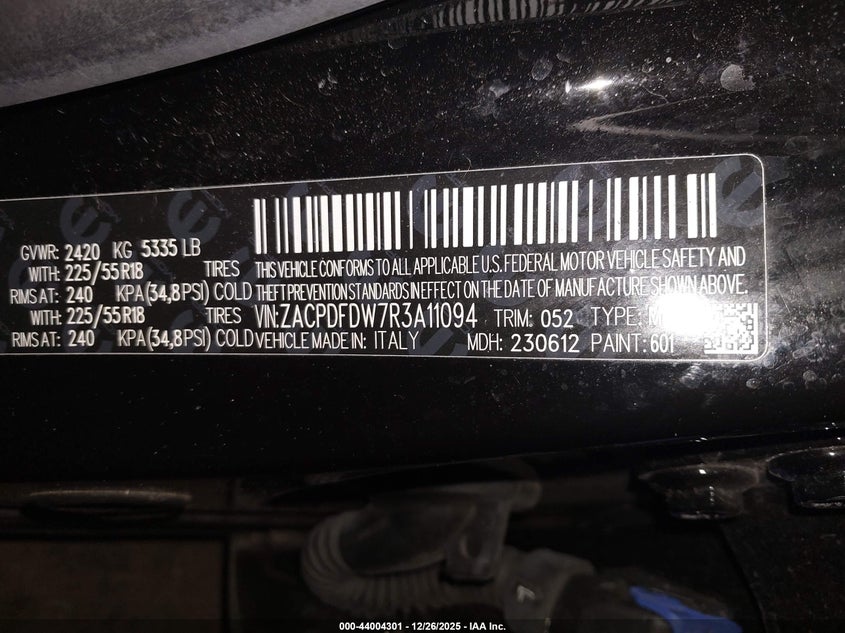 GVWR: 2420 KG 5335 LB
WITH: 225/55R18 TIRES
RIMS AT: 240 KPA(34,8PSI) COLD
WITH: 225/55R18 TIRES
RIMS AT: 240 KPA(34,8PSI) COLD
THIS VEHICLE CONFORMS TO ALL APPLICABLE U.S. FEDERAL MOTOR VEHICLE SAFETY AND
THEFT PREVENTION STANDARDS IN EFFECT ON THE DATE OF MANUFACTURE SHOWN ABOVE.
VIN:ZACPDFDW7R3A11094 TRIM: 052 TYPE:
VEHICLE MADE IN: ITALY MDH: 230612 PAINT: 601
000-44004301 - 12/26/2025 - IAA Inc.